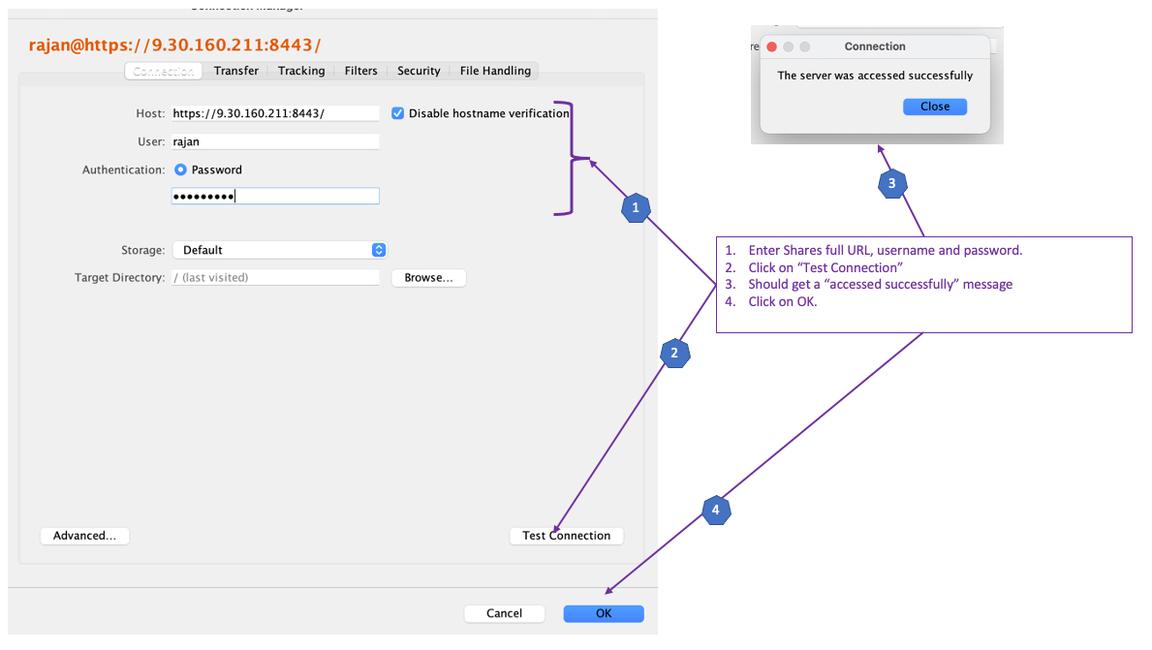 Connection Manager
rajan@https://9.30.160.211:8443/
Connection Transfer Tracking Filters Security File Handling
Host: https://9.30.160.211:8443/ Disable hostname verification
User: rajan
Authentication: Password
•••••••••
Storage: Default
Target Directory: / (last visited) Browse...
Advanced... Test Connection
Cancel OK
re
Connection
The server was accessed successfully
Close
1
2
3
4
1. Enter Shares full URL, username and password.
2. Click on “Test Connection”
3. Should get a “accessed successfully” message
4. Click on OK.